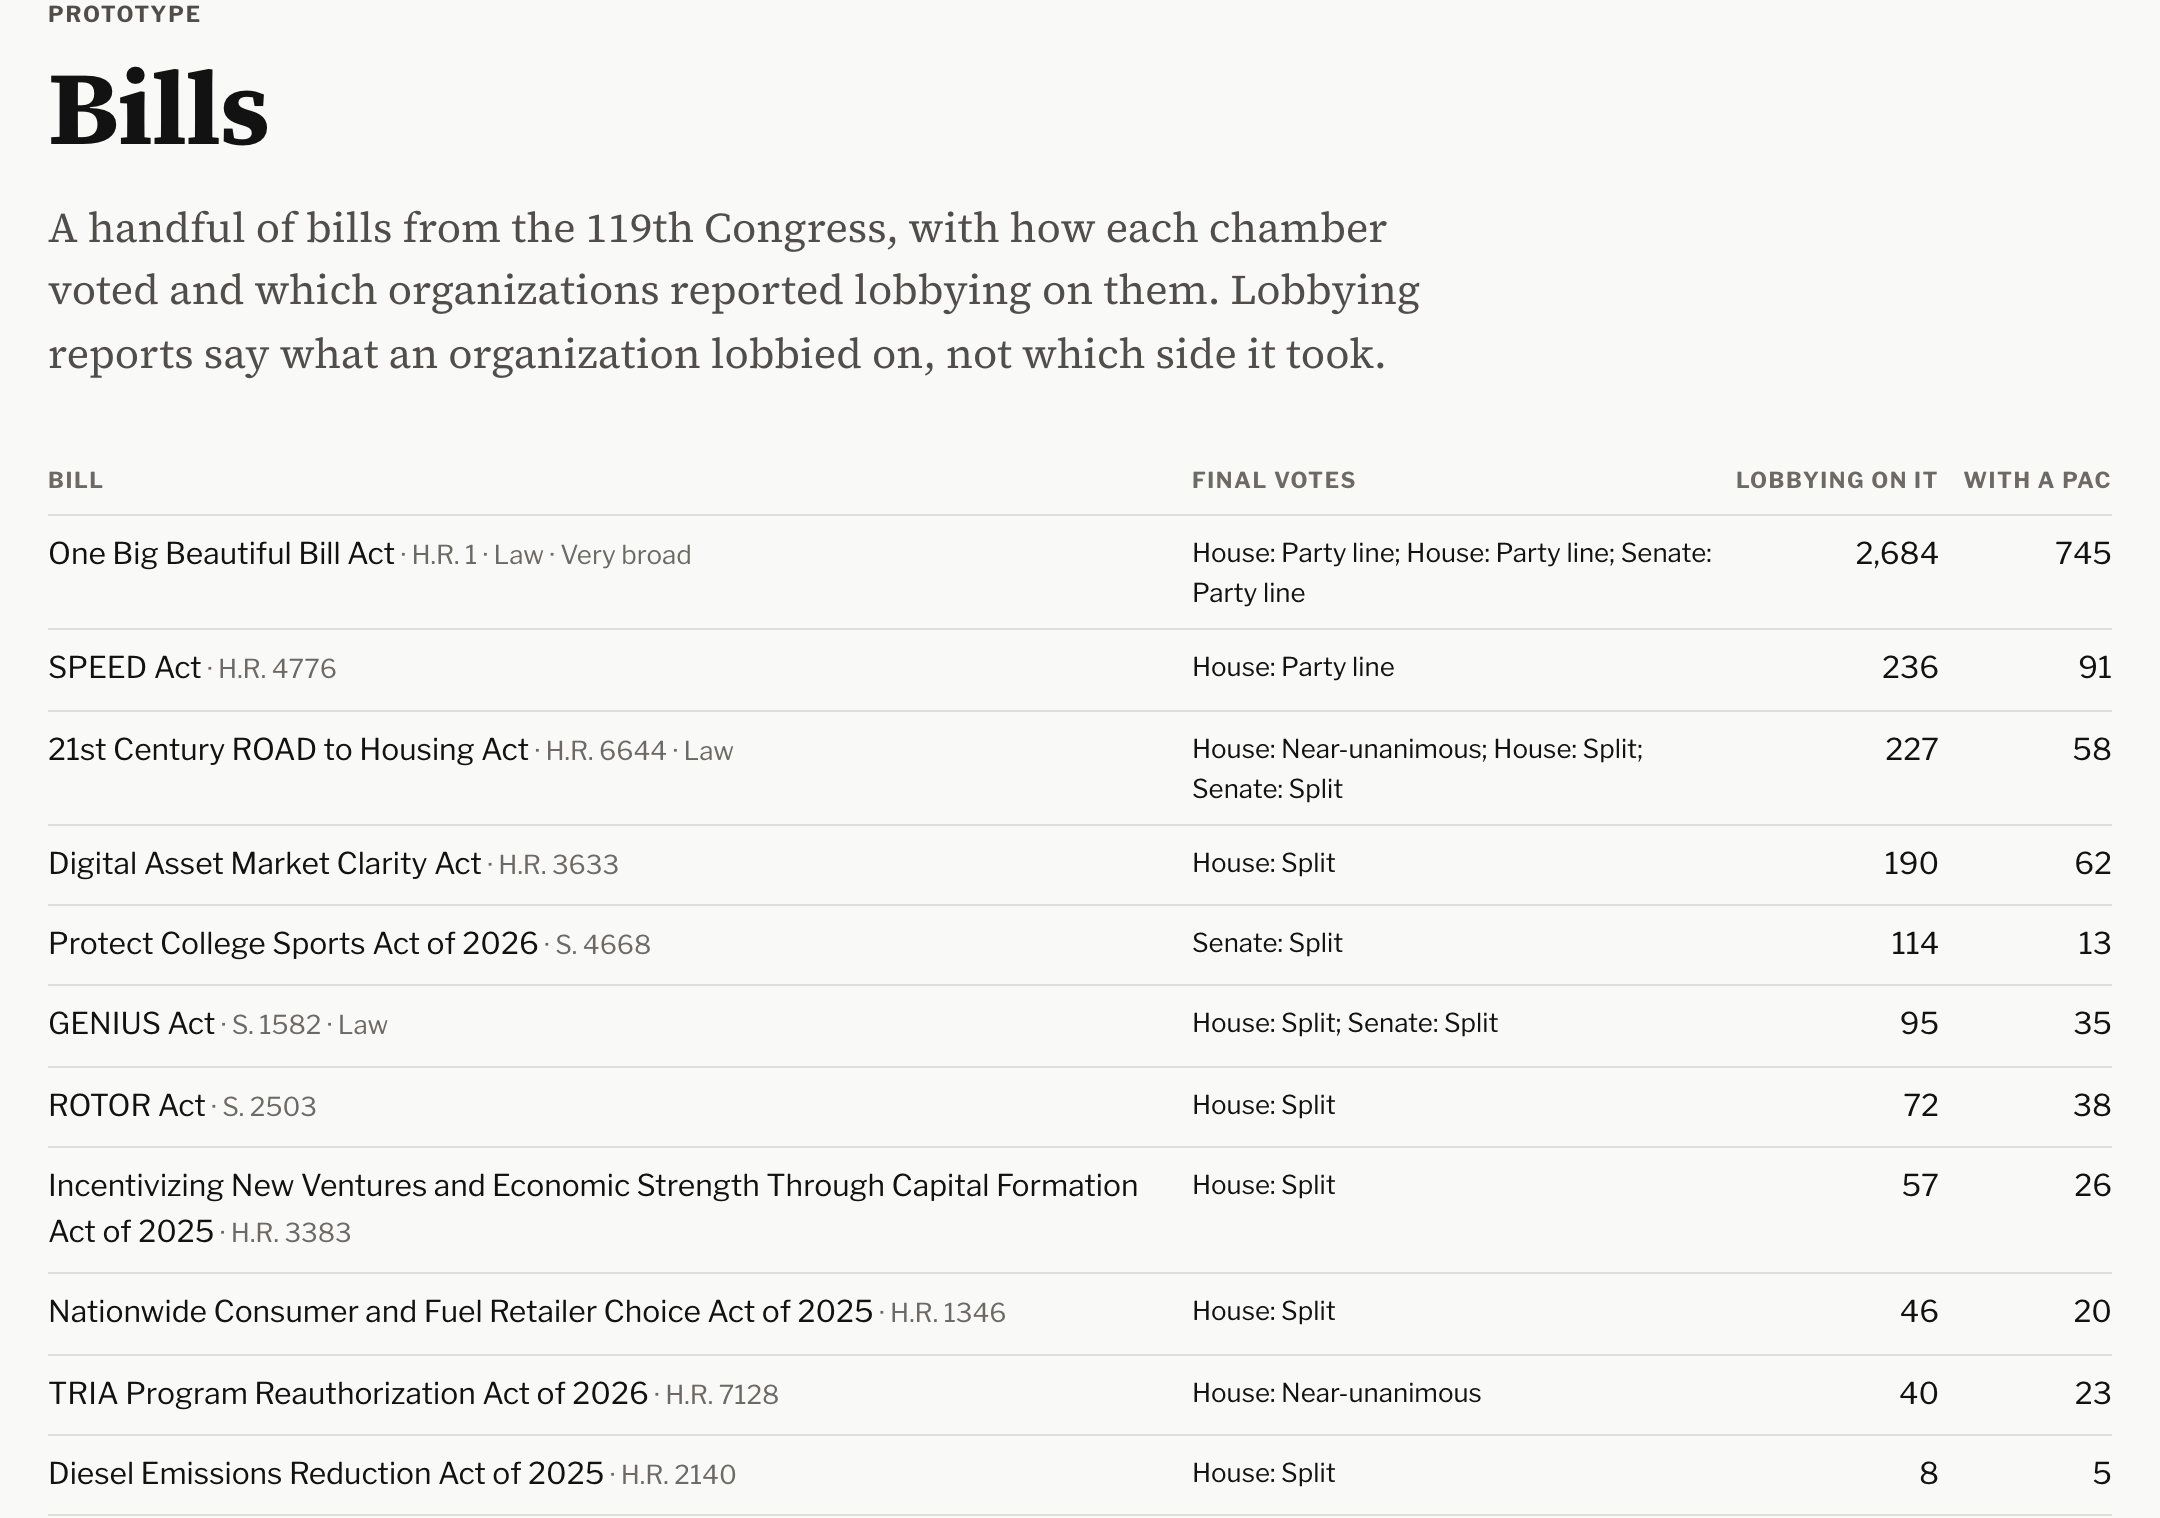 PROTOTYPE
Bills
A handful of bills from the 119th Congress, with how each chamber
voted and which organizations reported lobbying on them. Lobbying
reports say what an organization lobbied on, not which side it took.
BILL FINAL VOTES LOBBYING ON IT WITH A PAC
One Big Beautiful Bill Act · H.R. 1 · Law · Very broad House: Party line; House: Party line; Senate: 2,684 745
Party line
SPEED Act · H.R. 4776 House: Party line 236 91
21st Century ROAD to Housing Act · H.R. 6644 · Law House: Near-unanimous; House: Split; 227 58
Senate: Split
Digital Asset Market Clarity Act · H.R. 3633 House: Split 190 62
Protect College Sports Act of 2026 · S. 4668 Senate: Split 114 13
GENIUS Act · S. 1582 · Law House: Split; Senate: Split 95 35
ROTOR Act · S. 2503 House: Split 72 38
Incentivizing New Ventures and Economic Strength Through Capital Formation House: Split 57 26
Act of 2025 · H.R. 3383
Nationwide Consumer and Fuel Retailer Choice Act of 2025 · H.R. 1346 House: Split 46 20
TRIA Program Reauthorization Act of 2026 · H.R. 7128 House: Near-unanimous 40 23
Diesel Emissions Reduction Act of 2025 · H.R. 2140 House: Split 8 5